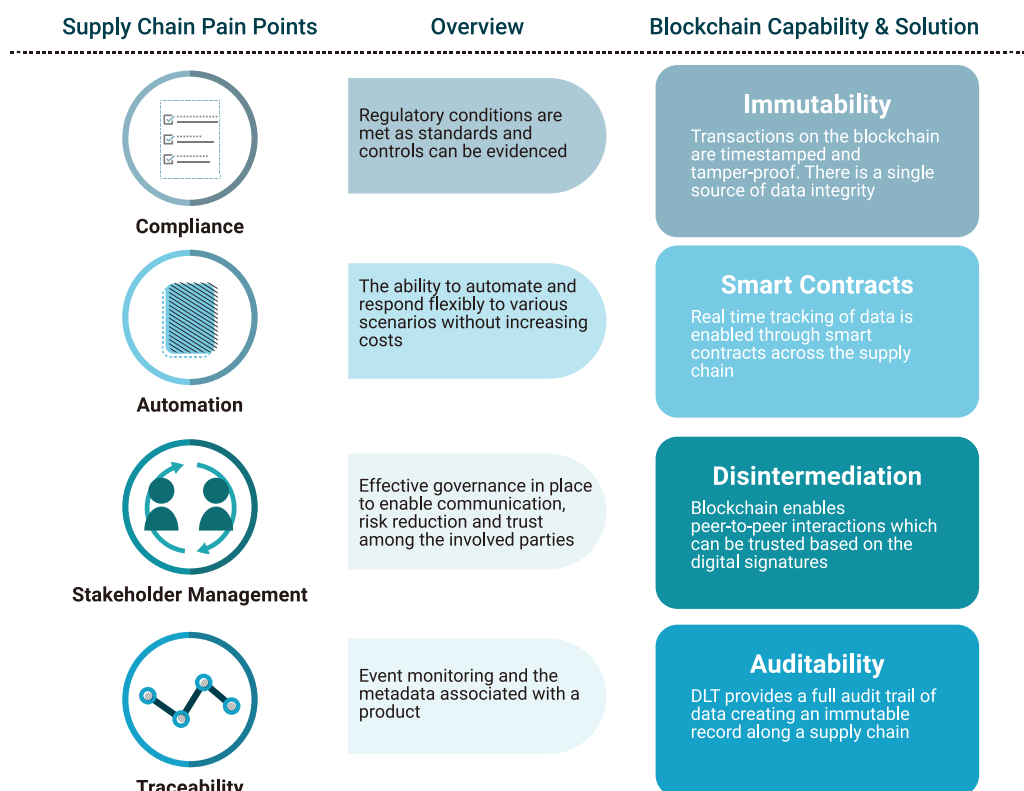 Supply Chain Pain Points
Overview
Blockchain Capability & Solution
Compliance
Regulatory conditions are
met as standards and
controls can be evidenced
Immutability
Transactions on the blockchain
are timestamped and
tamper-proof. There is a single
source of data integrity
Automation
The ability to automate and
respond flexibly to various
scenarios without increasing
costs
Smart Contracts
Real time tracking of data is
enabled through smart
contracts across the supply
chain
Stakeholder Management
Effective governance in place
to enable communication,
risk reduction and trust
among the involved parties
Disintermediation
Blockchain enables
peer-to-peer interactions which
can be trusted based on the
digital signatures
Traceability
Event monitoring and the
metadata associated with a
product
Auditability
DLT provides a full audit trail of
data creating an immutable
record along a supply chain